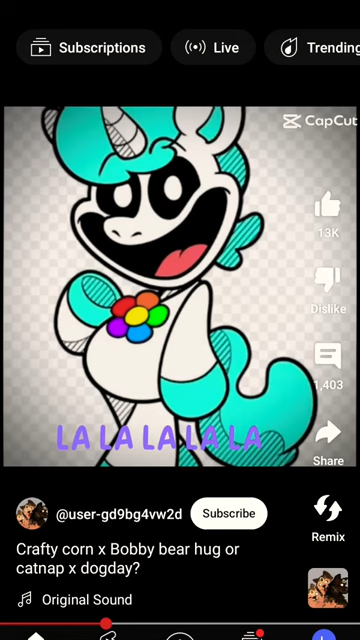 Subscriptions
Live
Trending
CapCut
13K
Dislike
1,403
Share
Remix
LA LA LA LA LA
@user-gd9bg4vw2d
Subscribe
Crafty corn x Bobby bear hug or
catnap x dogday?
Original Sound